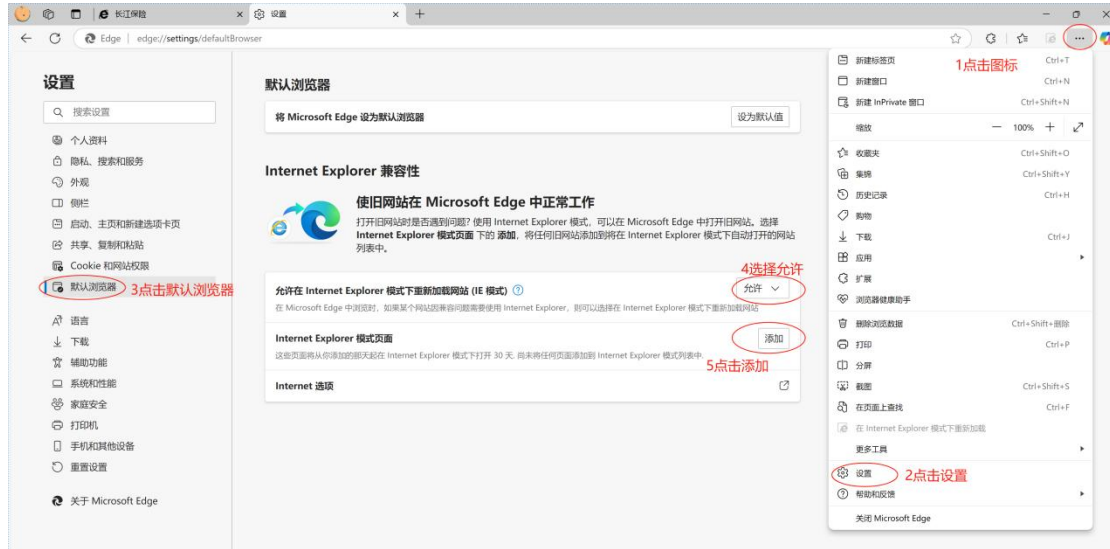 长江保险
设置
Edge
edge://settings/defaultBrowser
设置
搜索设置
个人资料
隐私、搜索和服务
外观
侧栏
启动、主页和新建选项卡页
共享、复制和粘贴
Cookie 和网站权限
默认浏览器
3点击默认浏览器
语言
下载
辅助功能
系统和性能
家庭安全
打印机
手机和其他设备
重置设置
关于 Microsoft Edge
默认浏览器
将 Microsoft Edge 设为默认浏览器
设为默认值
Internet Explorer 兼容性
使旧网站在 Microsoft Edge 中正常工作
打开旧网站时是否遇到问题? 使用 Internet Explorer 模式，可以在 Microsoft Edge 中打开旧网站。选择
Internet Explorer 模式页面 下的 添加，将任何旧网站添加到将在 Internet Explorer 模式下自动打开的网站
列表中。
4选择允许
允许在 Internet Explorer 模式下重新加载网站 (IE 模式)
允许
在 Microsoft Edge 中浏览时，如果某个网站因兼容问题需要使用 Internet Explorer，则可以选择在 Internet Explorer 模式下重新加载网站
Internet Explorer 模式页面
添加
这些页面将从你添加的那天起在 Internet Explorer 模式下打开 30 天. 尚未将任何页面添加到 Internet Explorer 模式列表中.
5点击添加
Internet 选项
1点击图标
新建标签页 Ctrl+T
新建窗口 Ctrl+N
新建 InPrivate 窗口 Ctrl+Shift+N
缩放 — 100% +
收藏夹 Ctrl+Shift+O
集锦 Ctrl+Shift+Y
历史记录 Ctrl+H
购物
下载 Ctrl+J
应用
扩展
浏览器健康助手
删除浏览数据 Ctrl+Shift+删除
打印 Ctrl+P
分屏
截图 Ctrl+Shift+S
在页面上查找 Ctrl+F
在 Internet Explorer 模式下重新加载
更多工具
设置
2点击设置
帮助和反馈
关闭 Microsoft Edge